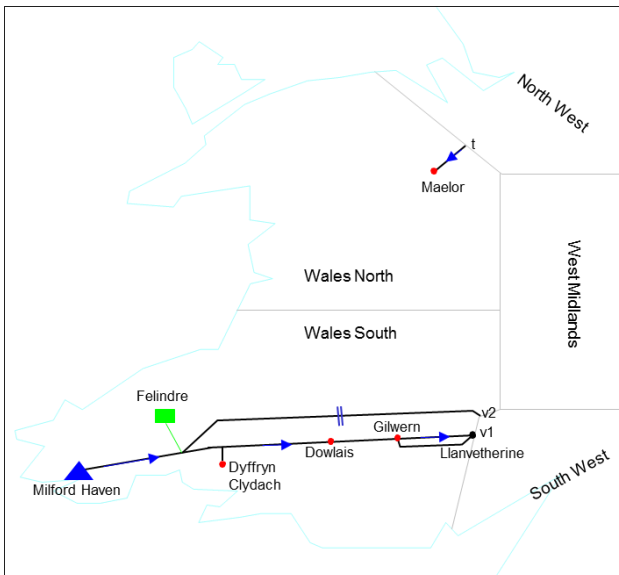 North West
t
Maelor
West Midlands
Wales North
Wales South
Felindre
v2
Gilwern
v1
Dowlais
Llanvetherine
Dyffryn
Clydach
South West
Milford Haven